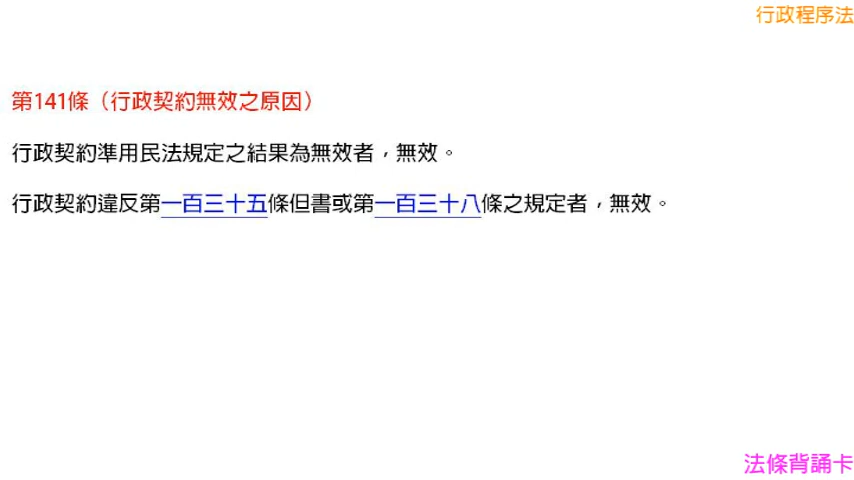 行政程序法
第141條（行政契約無效之原因）
行政契約準用民法規定之結果為無效者，無效。
行政契約違反第一百三十五條但書或第一百三十八條之規定者，無效。
法條背誦卡